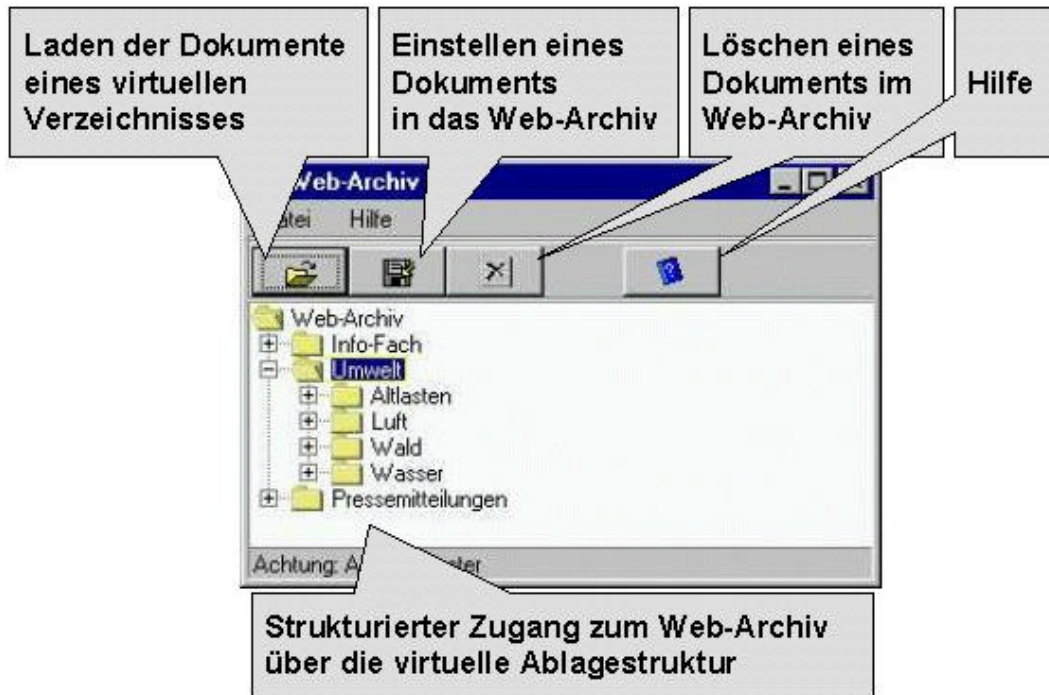 Laden der Dokumente
eines virtuellen
Verzeichnisses
Einstellen eines
Dokuments
in das Web-Archiv
Löschen eines
Dokuments im
Web-Archiv
Hilfe
Web-Archiv
Hilfe
Web-Archiv
Info-Fach
Umwelt
Altlasten
Luft
Wald
Wasser
Pressemitteilungen
Achtung:
Strukturierter Zugang zum Web-Archiv
über die virtuelle Ablagestruktur